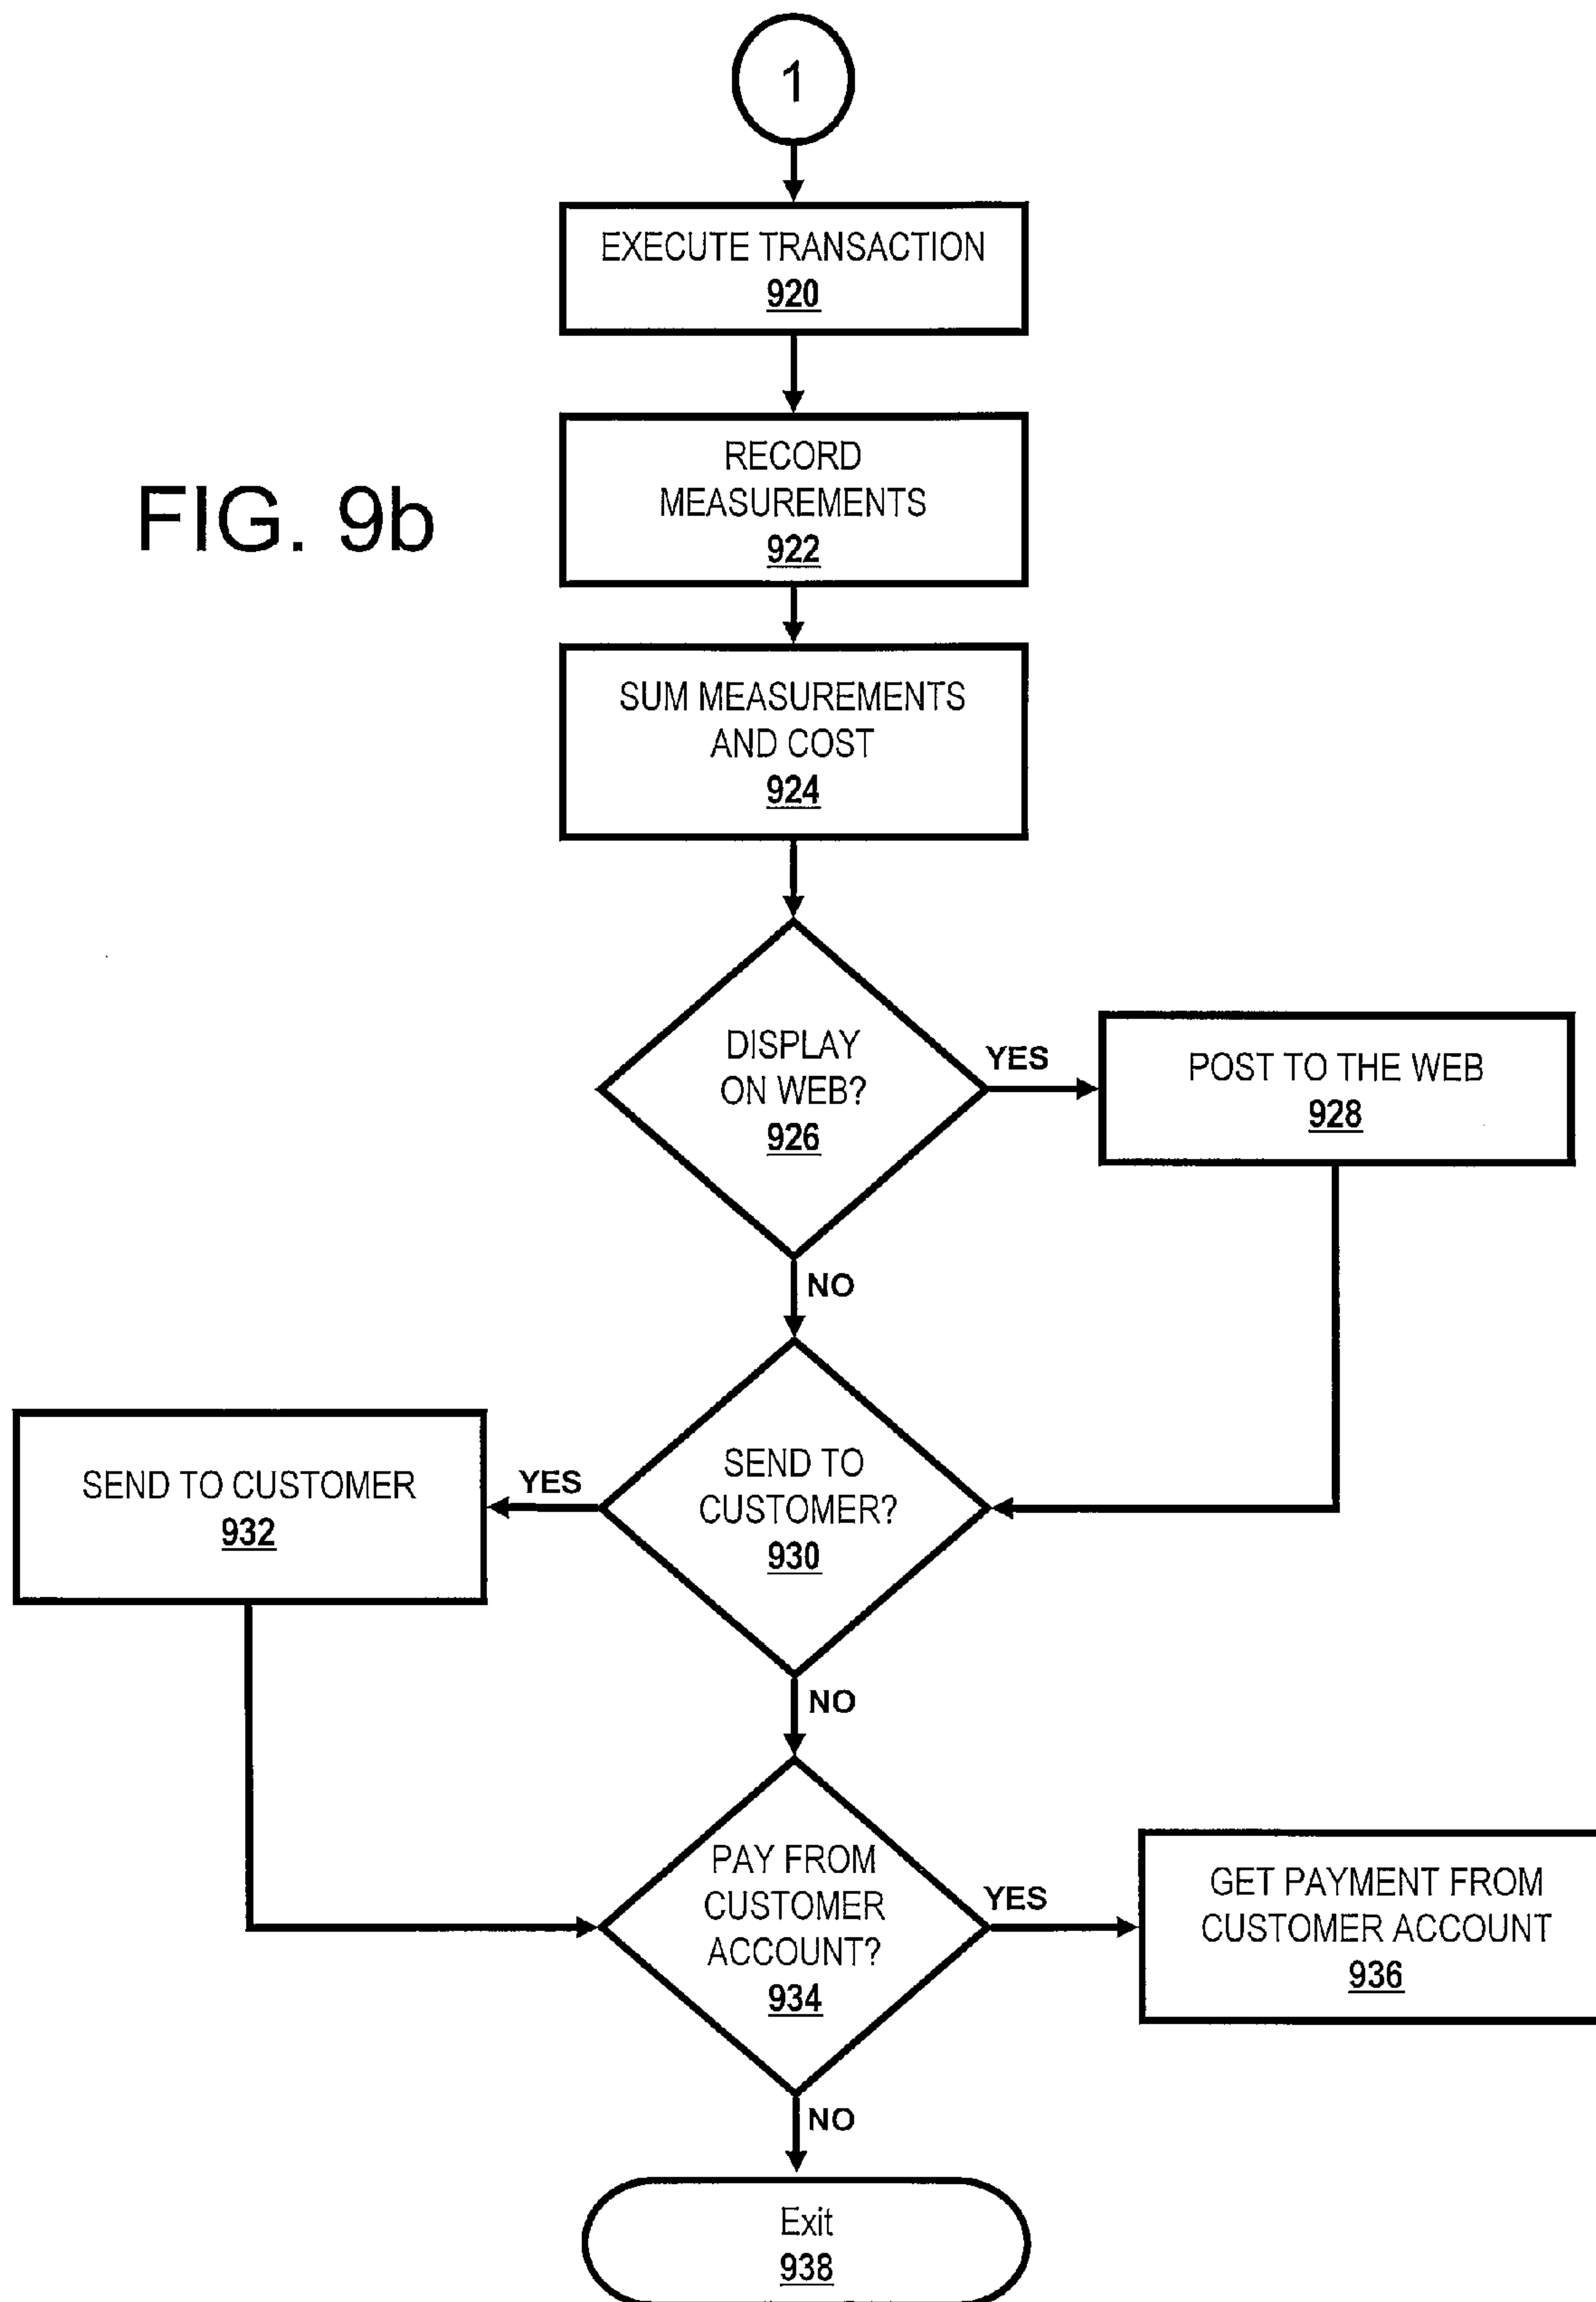 1
EXECUTE TRANSACTION
920
FIG. 9b
RECORD
MEASUREMENTS
922
SUM MEASUREMENTS
AND COST
924
DISPLAY
ON WEB?
926
YES
POST TO THE WEB
928
NO
SEND TO
CUSTOMER?
930
YES
SEND TO CUSTOMER
932
NO
PAY FROM
CUSTOMER
ACCOUNT?
934
YES
GET PAYMENT FROM
CUSTOMER ACCOUNT
936
NO
Exit
938